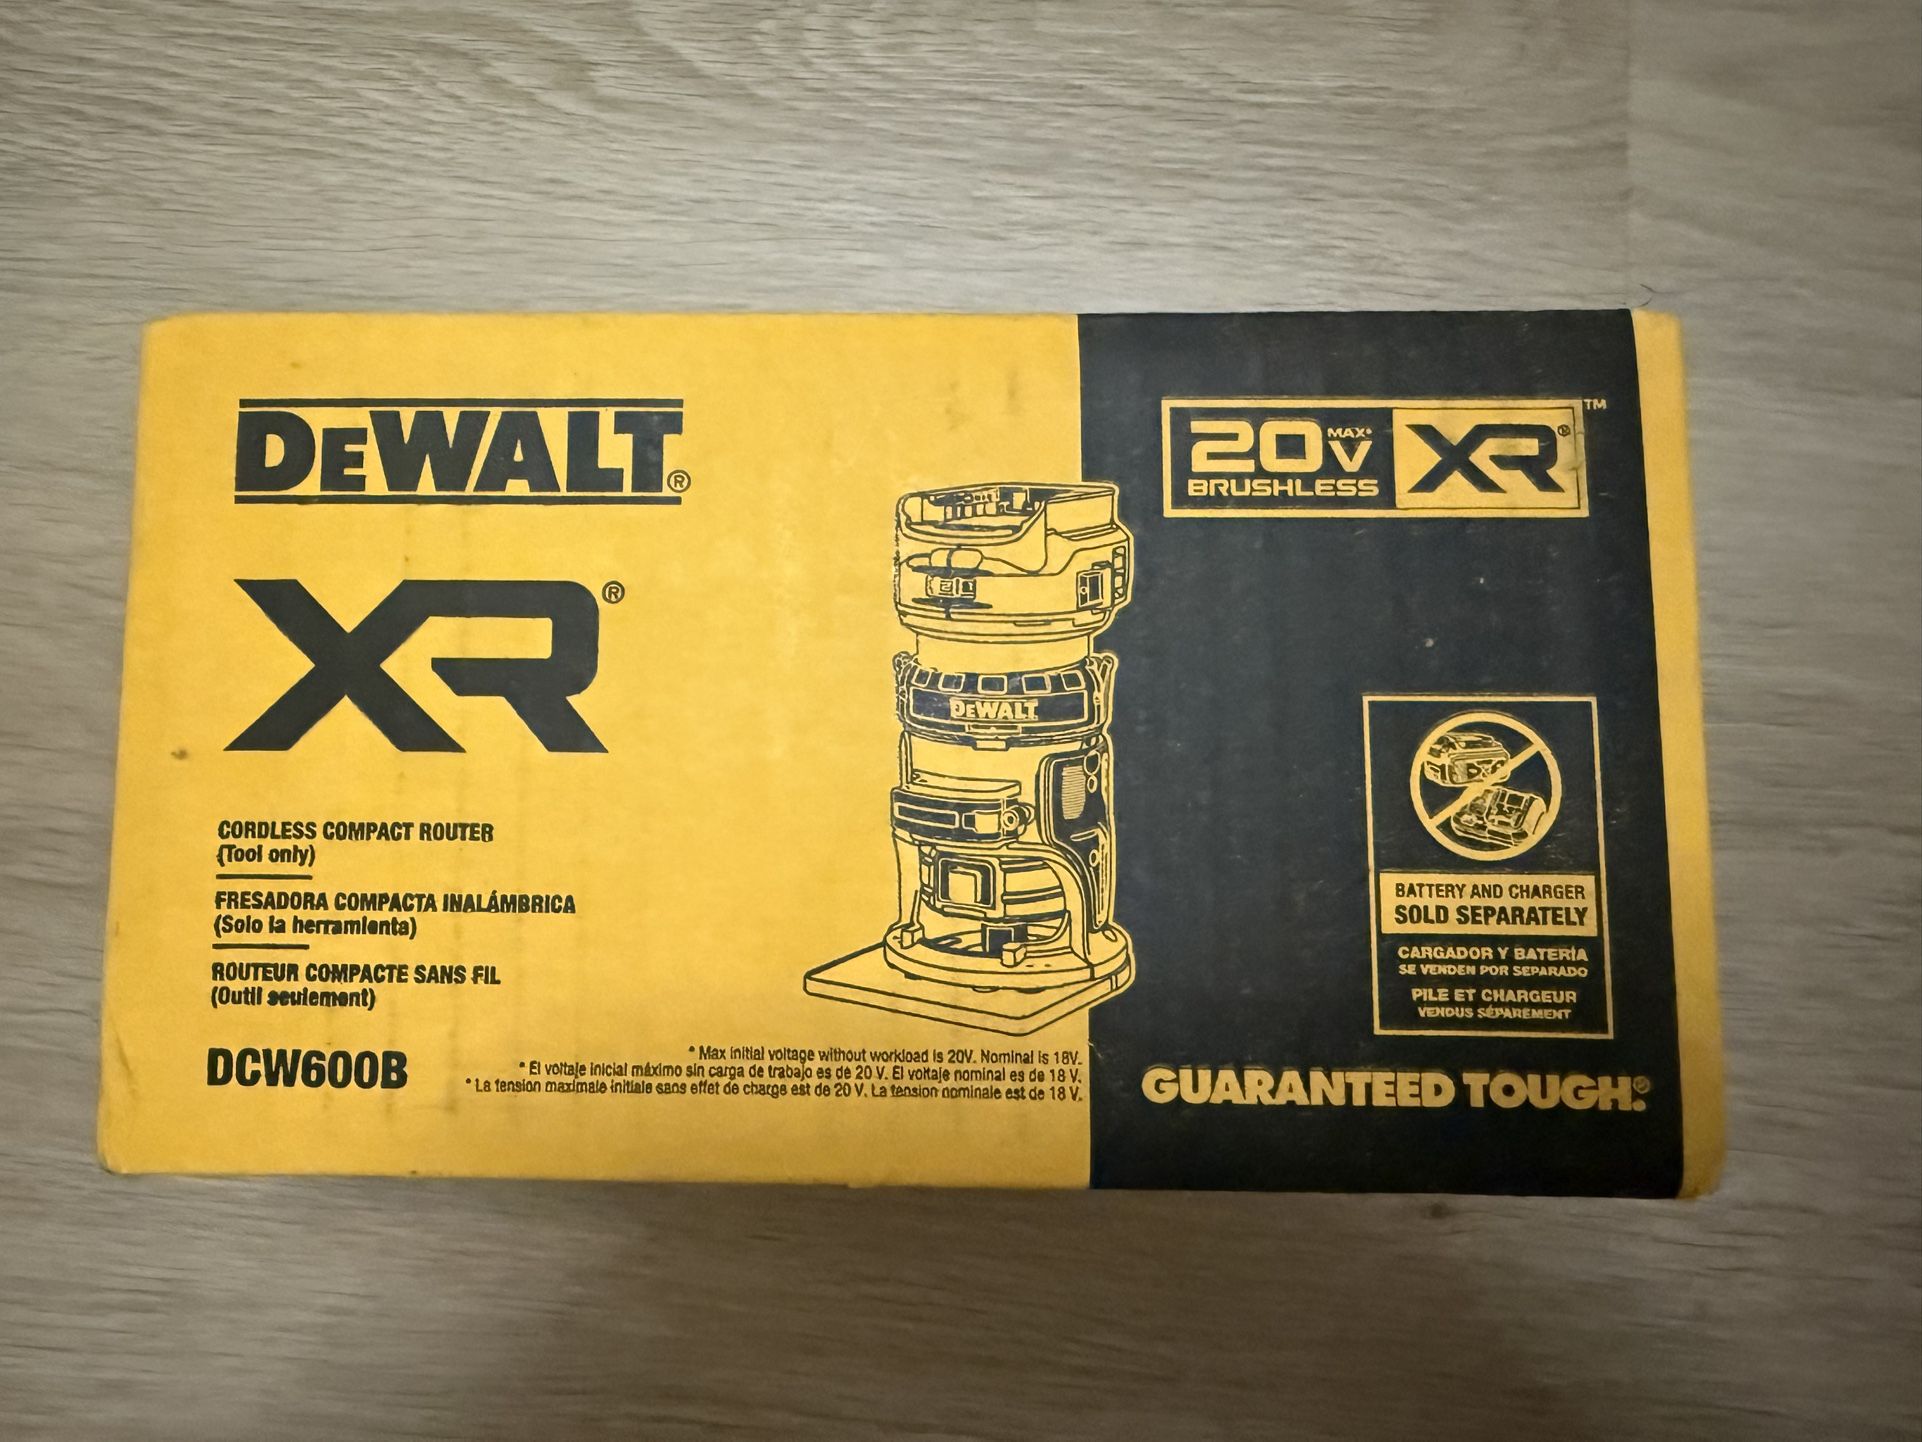 DEWALT®
XR®
CORDLESS COMPACT ROUTER
(Tool only)
FRESADORA COMPACTA INALÁMBRICA
(Solo la herramienta)
ROUTEUR COMPACTE SANS FIL
(Outil seulement)
DCW600B
* Max initial voltage without workload is 20V. Nominal is 18V.
* El voltaje inicial máximo sin carga de trabajo es de 20 V. El voltaje nominal es de 18 V.
* La tension maximale initiale sans effet de charge est de 20 V. La tension nominale est de 18 V.
DEWALT
20V MAX* XR®™
BRUSHLESS
BATTERY AND CHARGER
SOLD SEPARATELY
CARGADOR Y BATERÍA
SE VENDEN POR SEPARADO
PILE ET CHARGEUR
VENDUS SÉPAREMENT
GUARANTEED TOUGH.®